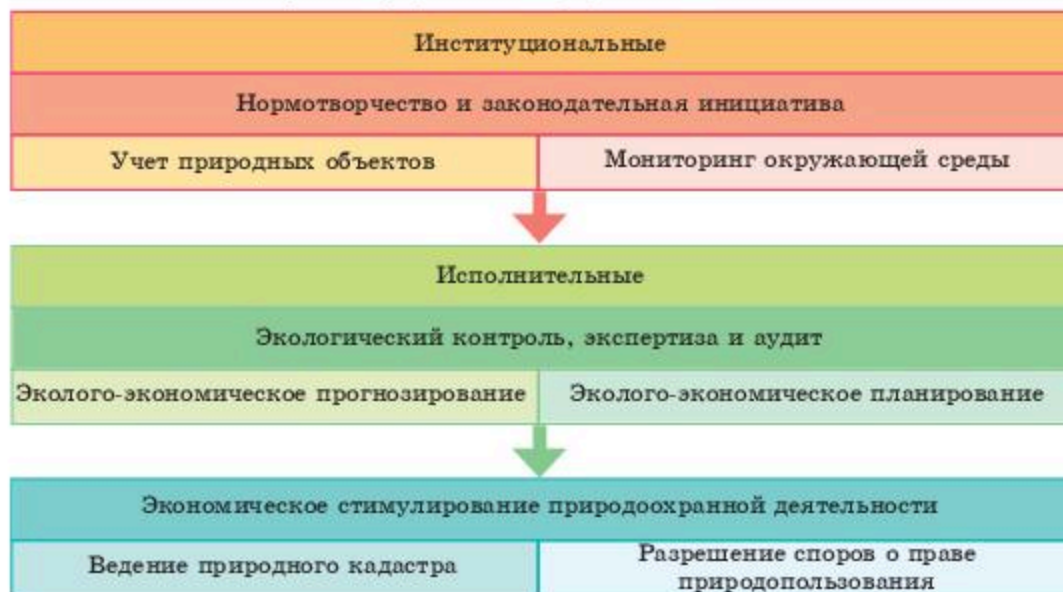 Институциональные
Нормотворчество и законодательная инициатива
Учет природных объектов
Мониторинг окружающей среды
Исполнительные
Экологический контроль, экспертиза и аудит
Эколого-экономическое прогнозирование
Эколого-экономическое планирование
Экономическое стимулирование природоохранной деятельности
Ведение природного кадастра
Разрешение споров о праве
природопользования